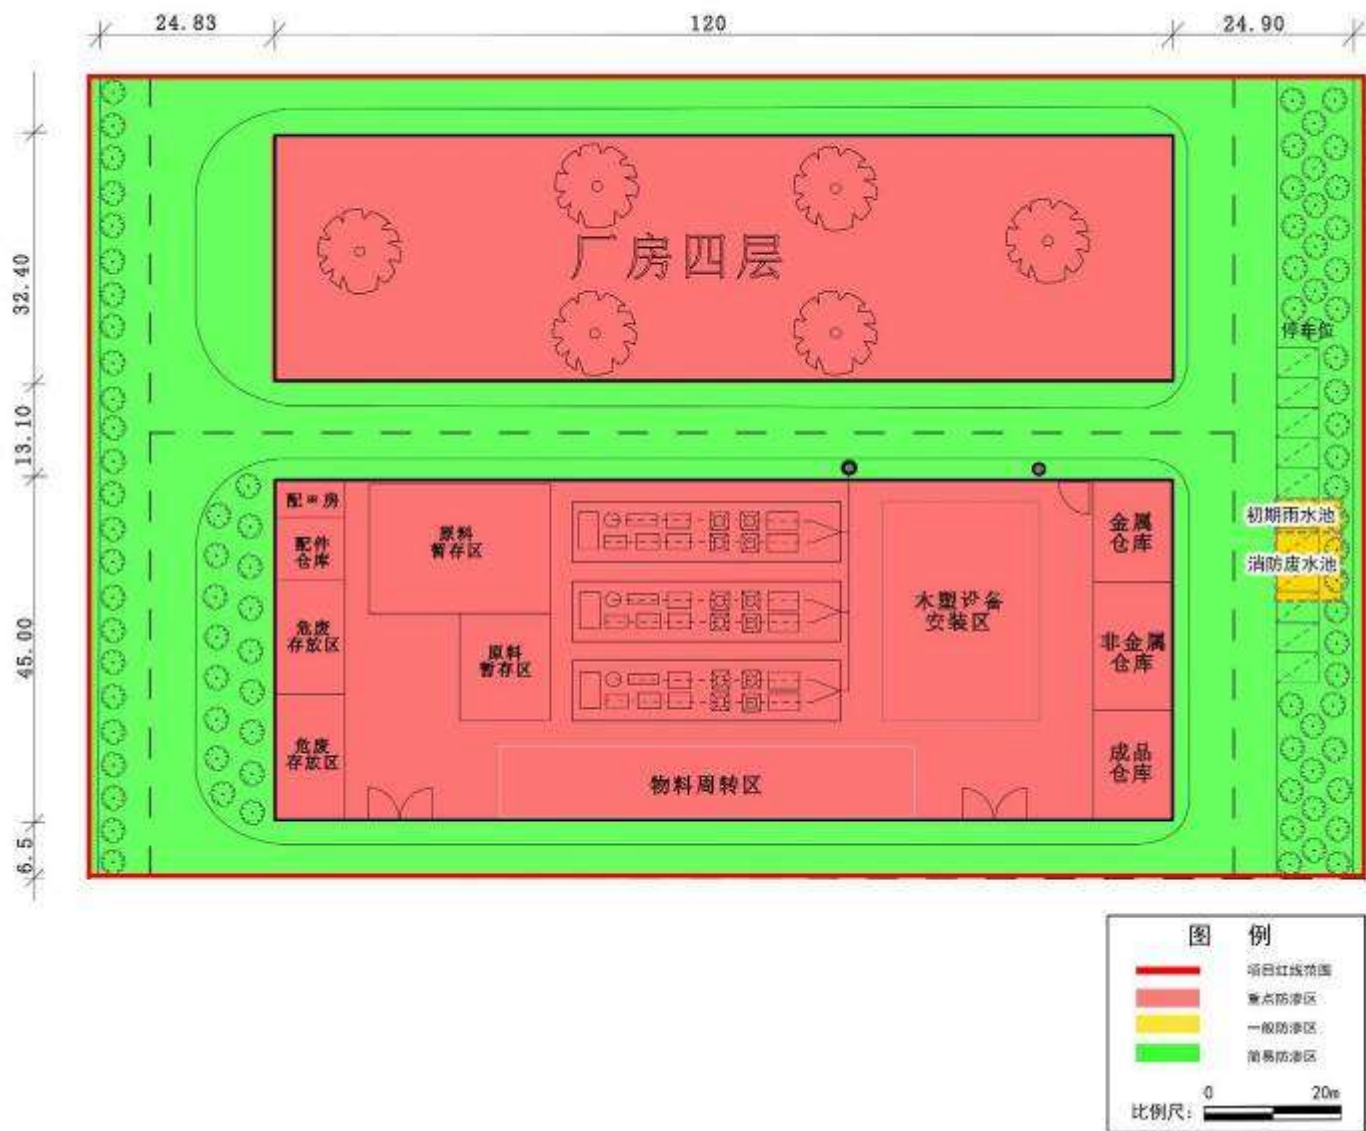 24.83
120
24.90
32.40
13.10
45.00
6.5
厂房四层
停车位
初期雨水池
消防废水池
配电房
配件
仓库
危废
存放区
危废
存放区
原料
暂存区
原料
暂存区
木塑设备
安装区
物料周转区
金属
仓库
非金属
仓库
成品
仓库
图 例
项目红线范围
重点防渗区
一般防渗区
简易防渗区
比例尺:
0
20m